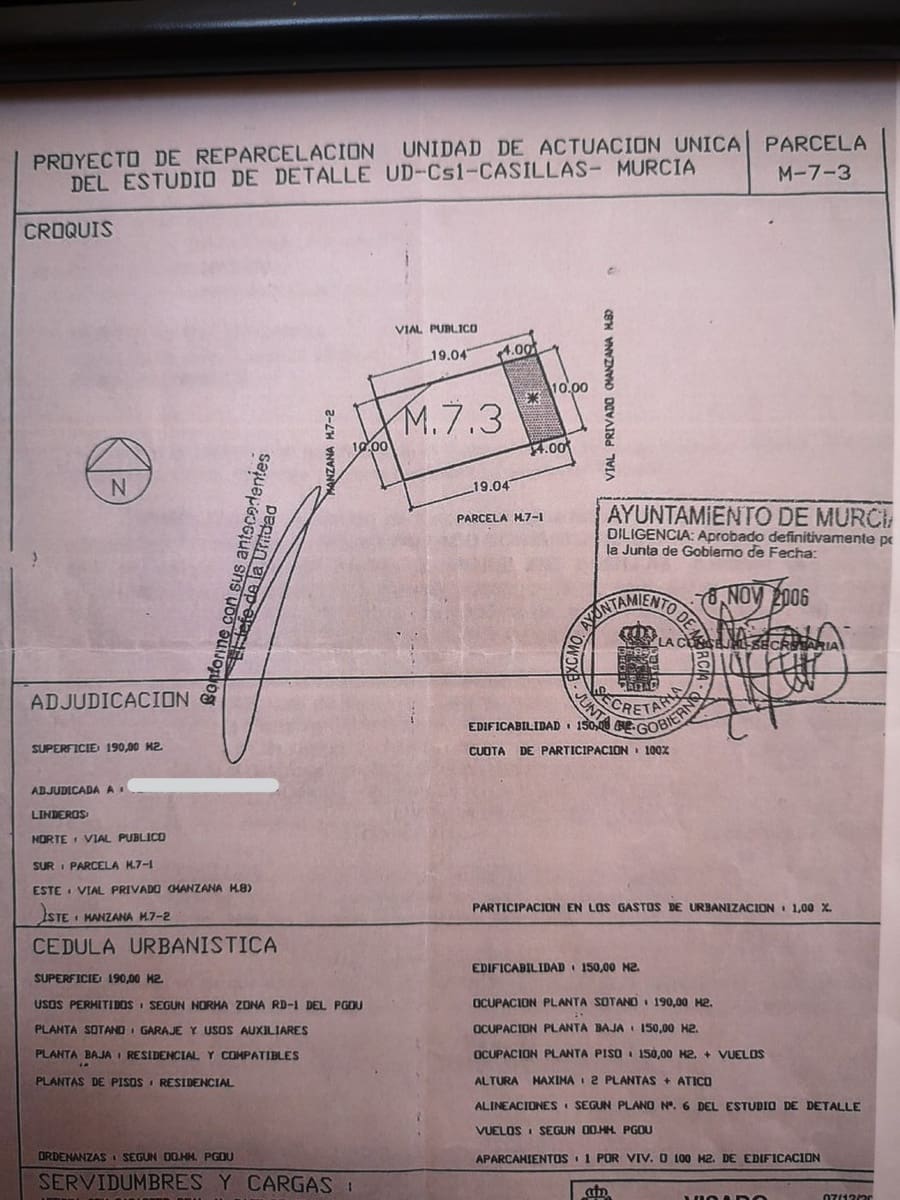 PROYECTO DE REPARCELACION UNIDAD DE ACTUACION UNICA
DEL ESTUDIO DE DETALLE UD-Cs1-CASILLAS- MURCIA
PARCELA
M-7-3
CROQUIS
VIAL PUBLICO
19.04
4.00
10.00
VIAL PRIVADO (MANZANA M.8)
M.7.3
*
MANZANA M.7-2
10.00
4.00
19.04
PARCELA M.7-1
N
Conforme con sus antecedentes
El Jefe de la Unidad
AYUNTAMIENTO DE MURCIA
DILIGENCIA: Aprobado definitivamente po
la Junta de Gobierno de Fecha:
8 NOV 2006
LA CONCEJAL-SECRETARIA
EXCMO. AYUNTAMIENTO DE MURCIA
SECRETARIA
JUNTA DE GOBIERNO
ADJUDICACION
SUPERFICIE: 190,00 M2.
EDIFICABILIDAD : 150,00 M2.
CUOTA DE PARTICIPACION : 100%
ADJUDICADA A :
LINDEROS:
NORTE : VIAL PUBLICO
SUR : PARCELA M.7-1
ESTE : VIAL PRIVADO (MANZANA M.8)
STE : MANZANA M.7-2
PARTICIPACION EN LOS GASTOS DE URBANIZACION : 1,00 %.
CEDULA URBANISTICA
SUPERFICIE: 190,00 M2.
USOS PERMITIDOS : SEGUN NORMA ZONA RD-1 DEL PGOU
PLANTA SOTANO : GARAJE Y USOS AUXILIARES
PLANTA BAJA : RESIDENCIAL Y COMPATIBLES
PLANTAS DE PISOS : RESIDENCIAL
ORDENANZAS : SEGUN OO.MM. PGOU
EDIFICABILIDAD : 150,00 M2.
OCUPACION PLANTA SOTANO : 190,00 M2.
OCUPACION PLANTA BAJA : 150,00 M2.
OCUPACION PLANTA PISO : 150,00 M2. + VUELOS
ALTURA MAXIMA : 2 PLANTAS + ATICO
ALINEACIONES : SEGUN PLANO Nº. 6 DEL ESTUDIO DE DETALLE
VUELOS : SEGUN OO.MM. PGOU
APARCAMIENTOS : 1 POR VIV. O 100 M2. DE EDIFICACION
SERVIDUMBRES Y CARGAS :
VISADO